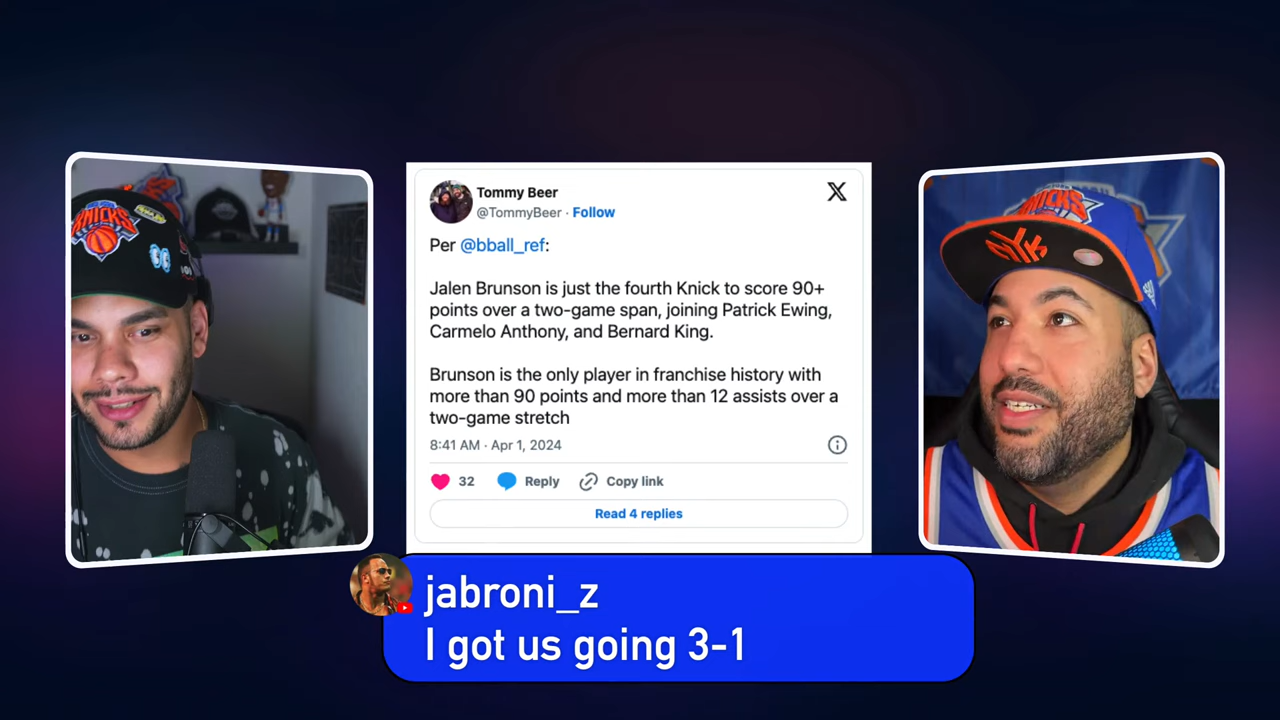 KNICKS
NYK
Tommy Beer
@TommyBeer · Follow
Per @bball_ref:
Jalen Brunson is just the fourth Knick to score 90+
points over a two-game span, joining Patrick Ewing,
Carmelo Anthony, and Bernard King.
Brunson is the only player in franchise history with
more than 90 points and more than 12 assists over a
two-game stretch
8:41 AM · Apr 1, 2024
32 Reply Copy link
Read 4 replies
jabroni_z
I got us going 3-1